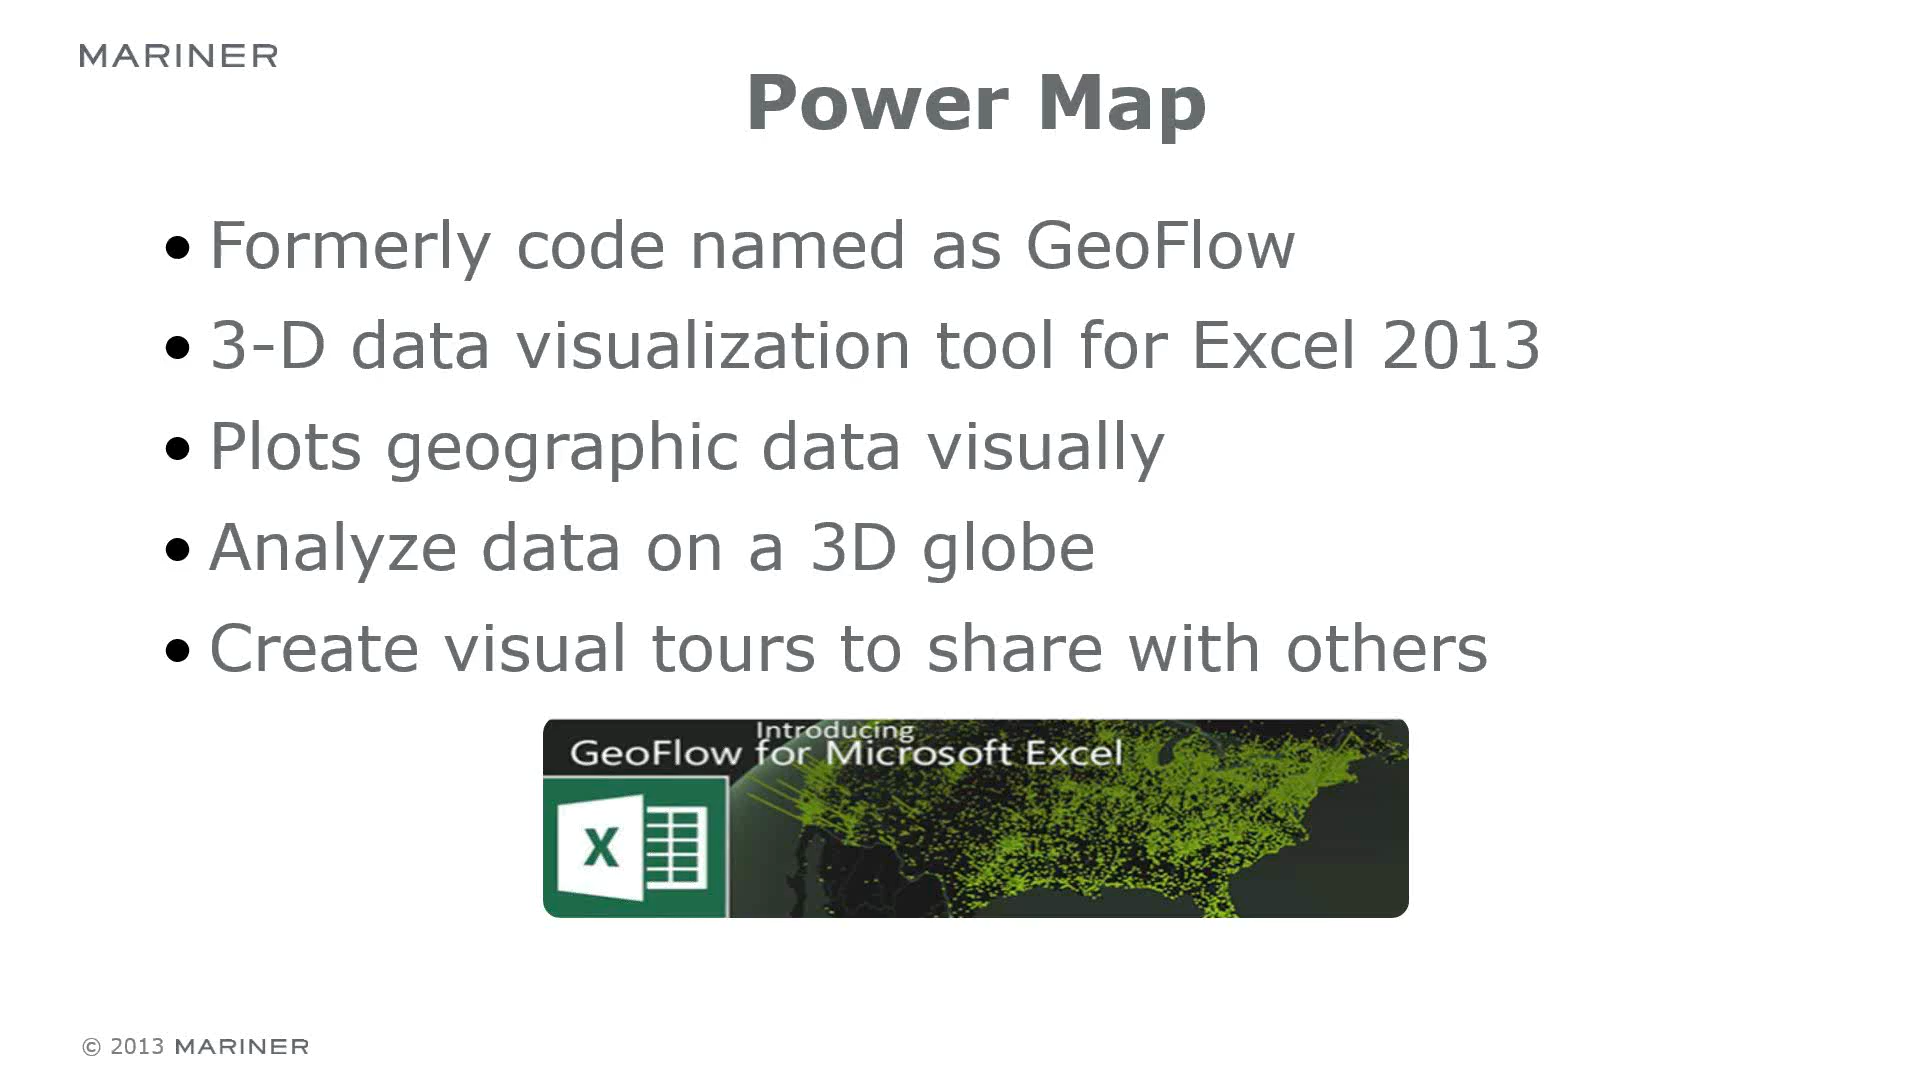 MARINER
Power Map
• Formerly code named as GeoFlow
• 3-D data visualization tool for Excel 2013
• Plots geographic data visually
• Analyze data on a 3D globe
• Create visual tours to share with others
Introducing
GeoFlow for Microsoft Excel
X
© 2013 MARINER